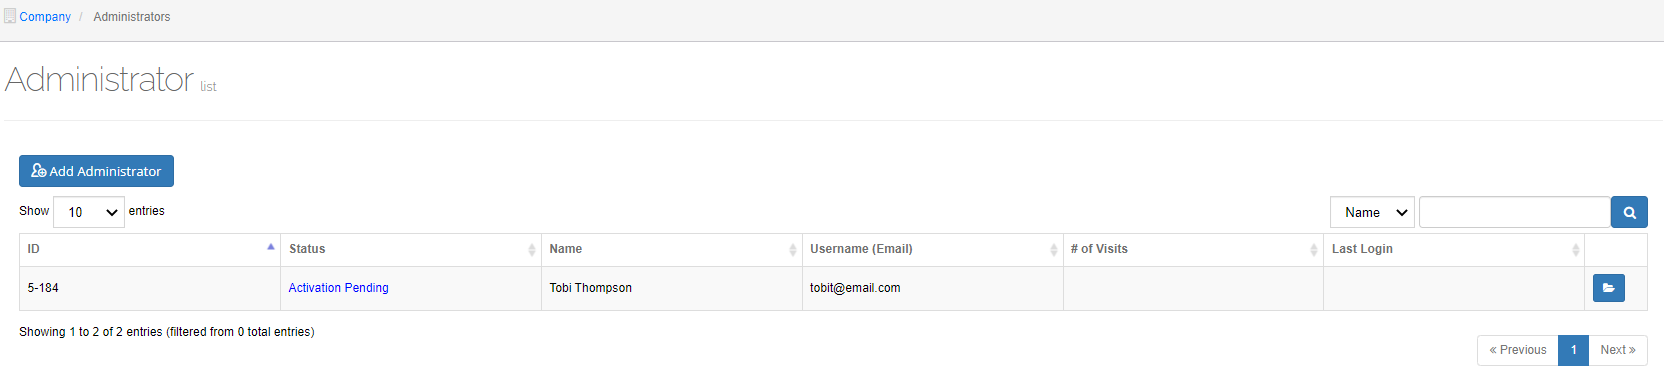 Company / Administrators
Administrator list
Add Administrator
Show 10 entries Name
ID Status Name Username (Email) # of Visits Last Login
5-184 Activation Pending Tobi Thompson tobit@email.com
Showing 1 to 2 of 2 entries (filtered from 0 total entries)
« Previous 1 Next »